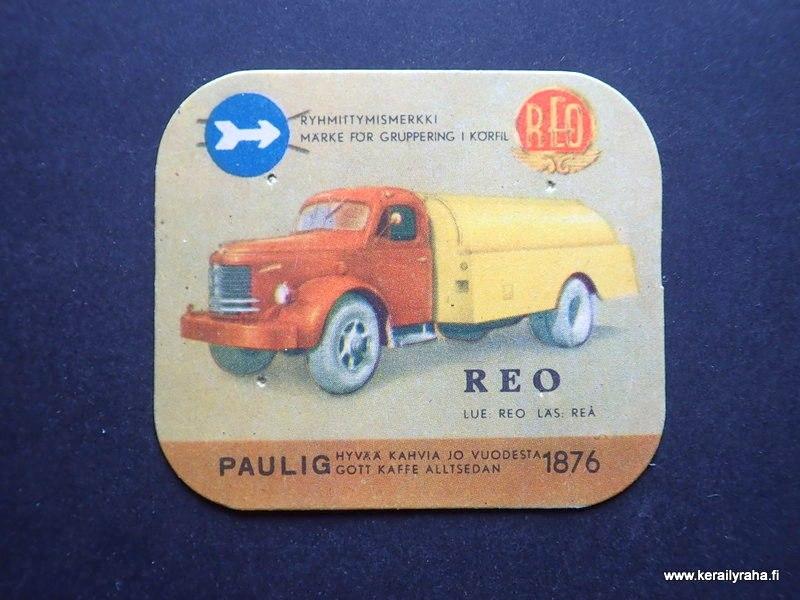 RYHMITTYMISMERKKI
MÄRKE FÖR GRUPPERING I KÖRFIL
REO
REO
LUE: REO LÄS: REÅ
PAULIG HYVÄÄ KAHVIA JO VUODESTA 1876
GOTT KAFFE ALLTSEDAN
www.kerailyraha.fi